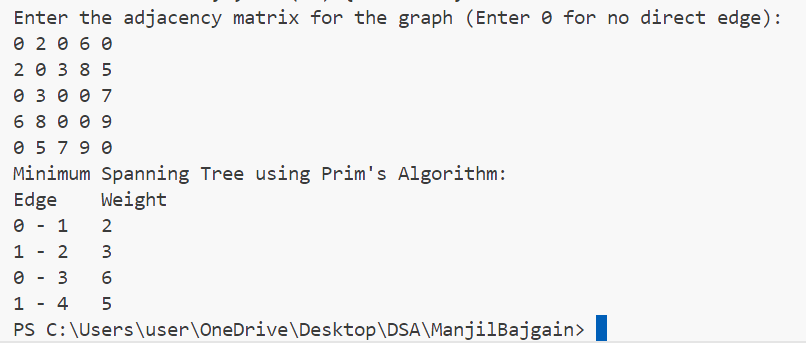 Enter the adjacency matrix for the graph (Enter 0 for no direct edge):
0 2 0 6 0
2 0 3 8 5
0 3 0 0 7
6 8 0 0 9
0 5 7 9 0
Minimum Spanning Tree using Prim's Algorithm:
Edge    Weight
0 - 1   2
1 - 2   3
0 - 3   6
1 - 4   5
PS C:\Users\user\OneDrive\Desktop\DSA\ManjilBajgain>